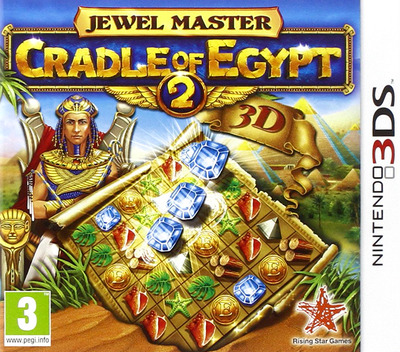 JEWEL MASTER
CRADLE OF EGYPT
2
3D
NINTENDO 3DS
3
www.pegi.info
Rising Star Games